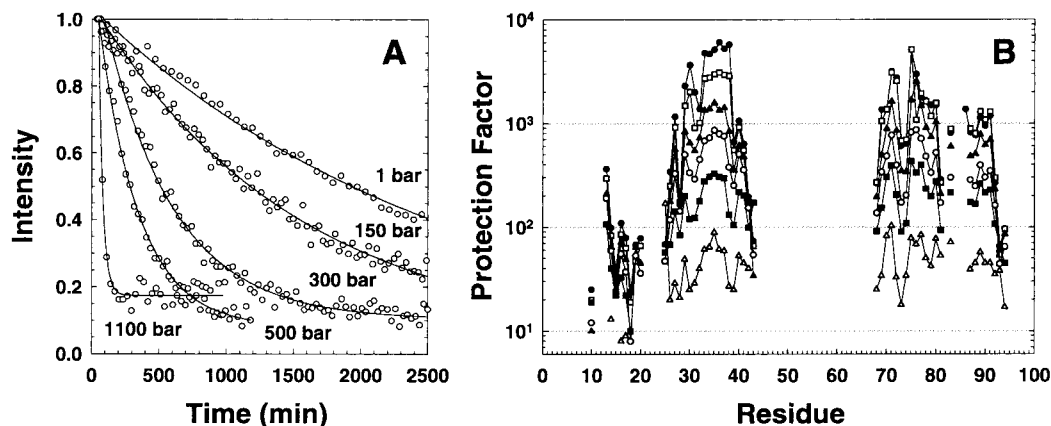 A
Intensity
1.0
0.8
0.6
0.4
0.2
0.0
1 bar
150 bar
300 bar
500 bar
1100 bar
0 500 1000 1500 2000 2500
Time (min)
B
Protection Factor
10⁴
10³
10²
10¹
0 10 20 30 40 50 60 70 80 90 100
Residue